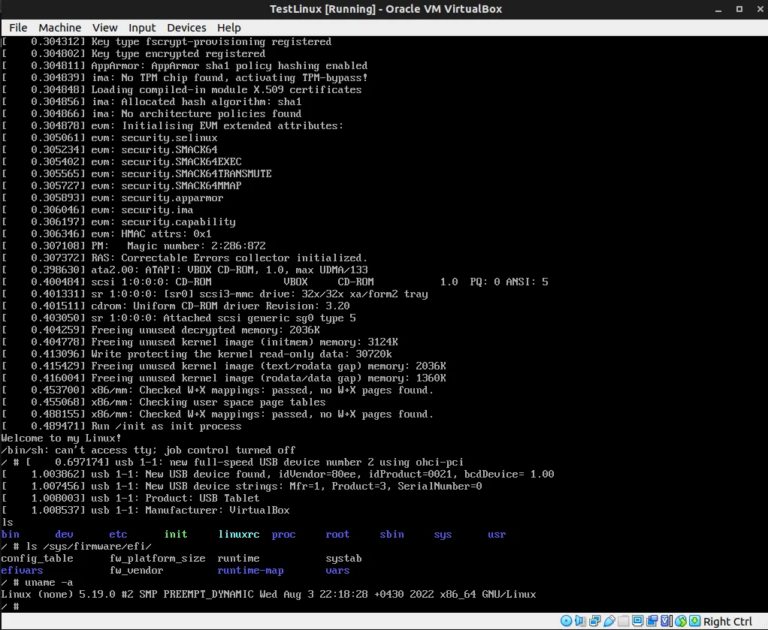 TestLinux [Running] - Oracle VM VirtualBox
File Machine View Input Devices Help
[    0.304312] Key type fscrypt-provisioning registered
[    0.304802] Key type encrypted registered
[    0.304811] AppArmor: AppArmor sha1 policy hashing enabled
[    0.304839] ima: No TPM chip found, activating TPM-bypass!
[    0.304848] Loading compiled-in module X.509 certificates
[    0.304856] ima: Allocated hash algorithm: sha1
[    0.304866] ima: No architecture policies found
[    0.304878] evm: Initialising EVM extended attributes:
[    0.305061] evm: security.selinux
[    0.305234] evm: security.SMACK64
[    0.305402] evm: security.SMACK64EXEC
[    0.305565] evm: security.SMACK64TRANSMUTE
[    0.305727] evm: security.SMACK64MMAP
[    0.305893] evm: security.apparmor
[    0.306046] evm: security.ima
[    0.306197] evm: security.capability
[    0.306346] evm: HMAC attrs: 0x1
[    0.307108] PM:   Magic number: 2:286:872
[    0.307372] RAS: Correctable Errors collector initialized.
[    0.398630] ata2.00: ATAPI: VBOX CD-ROM, 1.0, max UDMA/133
[    0.400484] scsi 1:0:0:0: CD-ROM            VBOX     CD-ROM           1.0  PQ: 0 ANSI: 5
[    0.401331] sr 1:0:0:0: [sr0] scsi3-mmc drive: 32x/32x xa/form2 tray
[    0.401511] cdrom: Uniform CD-ROM driver Revision: 3.20
[    0.403050] sr 1:0:0:0: Attached scsi generic sg0 type 5
[    0.404259] Freeing unused decrypted memory: 2036K
[    0.404778] Freeing unused kernel image (initmem) memory: 3124K
[    0.413096] Write protecting the kernel read-only data: 30720k
[    0.415429] Freeing unused kernel image (text/rodata gap) memory: 2036K
[    0.416004] Freeing unused kernel image (rodata/data gap) memory: 1360K
[    0.453700] x86/mm: Checked W+X mappings: passed, no W+X pages found.
[    0.455068] x86/mm: Checking user space page tables
[    0.488155] x86/mm: Checked W+X mappings: passed, no W+X pages found.
[    0.489471] Run /init as init process
Welcome to my Linux!
/bin/sh: can't access tty; job control turned off
/ # [    0.697174] usb 1-1: new full-speed USB device number 2 using ohci-pci
[    1.003862] usb 1-1: New USB device found, idVendor=80ee, idProduct=0021, bcdDevice= 1.00
[    1.007456] usb 1-1: New USB device strings: Mfr=1, Product=3, SerialNumber=0
[    1.008003] usb 1-1: Product: USB Tablet
[    1.008537] usb 1-1: Manufacturer: VirtualBox
ls
bin      dev      etc      init     linuxrc  proc     root     sbin     sys      usr
/ # ls /sys/firmware/efi/
config_table      fw_platform_size  runtime           systab
efivars           fw_vendor         runtime-map       vars
/ # uname -a
Linux (none) 5.19.0 #2 SMP PREEMPT_DYNAMIC Wed Aug 3 22:18:28 +0430 2022 x86_64 GNU/Linux
/ #
Right Ctrl